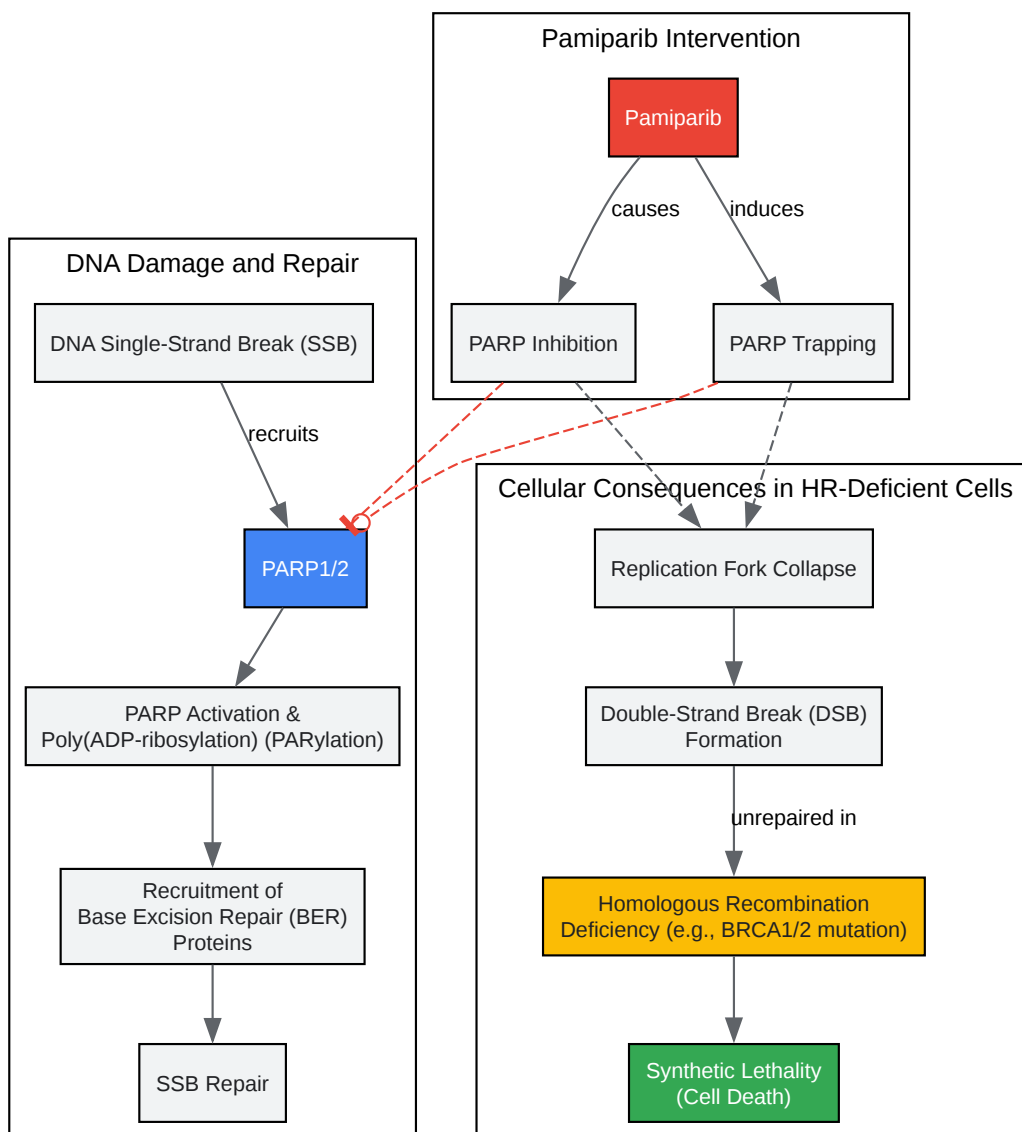 Pamiparib Intervention
Pamiparib
causes
induces
PARP Inhibition
PARP Trapping
DNA Damage and Repair
DNA Single-Strand Break (SSB)
recruits
PARP1/2
PARP Activation &
Poly(ADP-ribosylation) (PARylation)
Recruitment of
Base Excision Repair (BER)
Proteins
SSB Repair
Cellular Consequences in HR-Deficient Cells
Replication Fork Collapse
Double-Strand Break (DSB)
Formation
unrepaired in
Homologous Recombination
Deficiency (e.g., BRCA1/2 mutation)
Synthetic Lethality
(Cell Death)